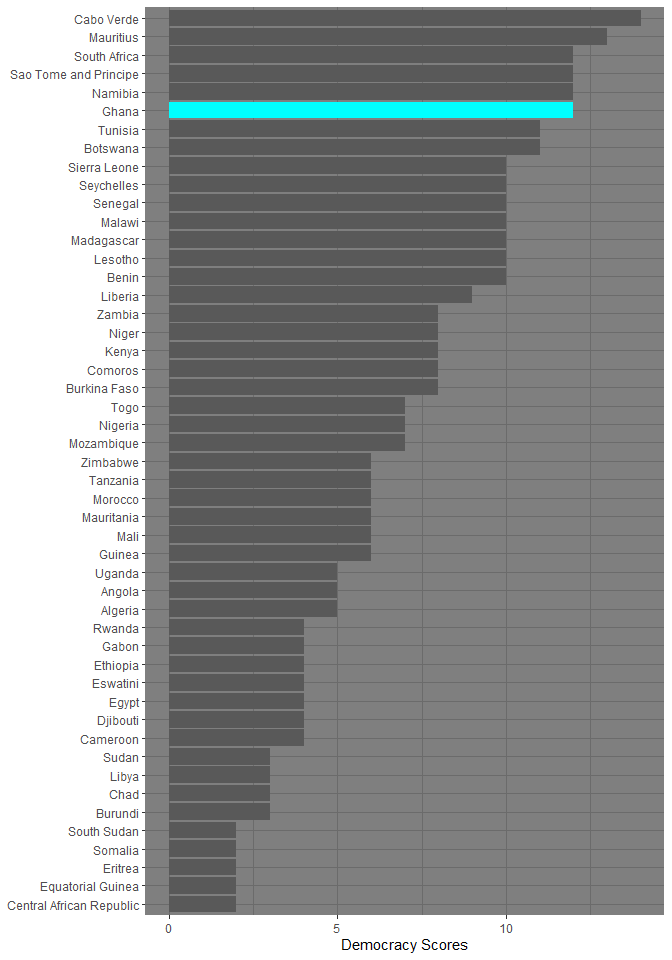 Cabo Verde
Mauritius
South Africa
Sao Tome and Principe
Namibia
Ghana
Tunisia
Botswana
Sierra Leone
Seychelles
Senegal
Malawi
Madagascar
Lesotho
Benin
Liberia
Zambia
Niger
Kenya
Comoros
Burkina Faso
Togo
Nigeria
Mozambique
Zimbabwe
Tanzania
Morocco
Mauritania
Mali
Guinea
Uganda
Angola
Algeria
Rwanda
Gabon
Ethiopia
Eswatini
Egypt
Djibouti
Cameroon
Sudan
Libya
Chad
Burundi
South Sudan
Somalia
Eritrea
Equatorial Guinea
Central African Republic
0 5 10
Democracy Scores